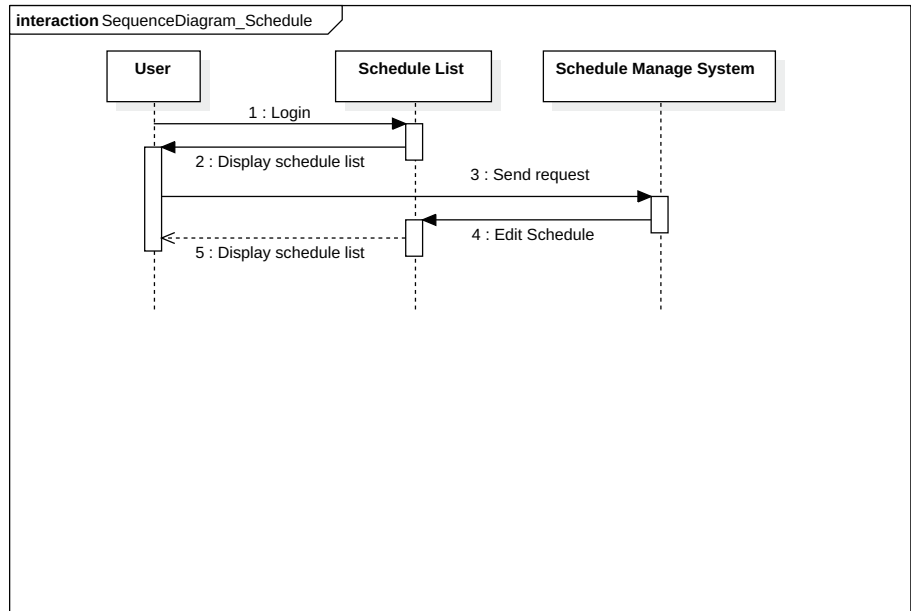 interaction SequenceDiagram_Schedule
User
Schedule List
Schedule Manage System
1 : Login
2 : Display schedule list
3 : Send request
4 : Edit Schedule
5 : Display schedule list